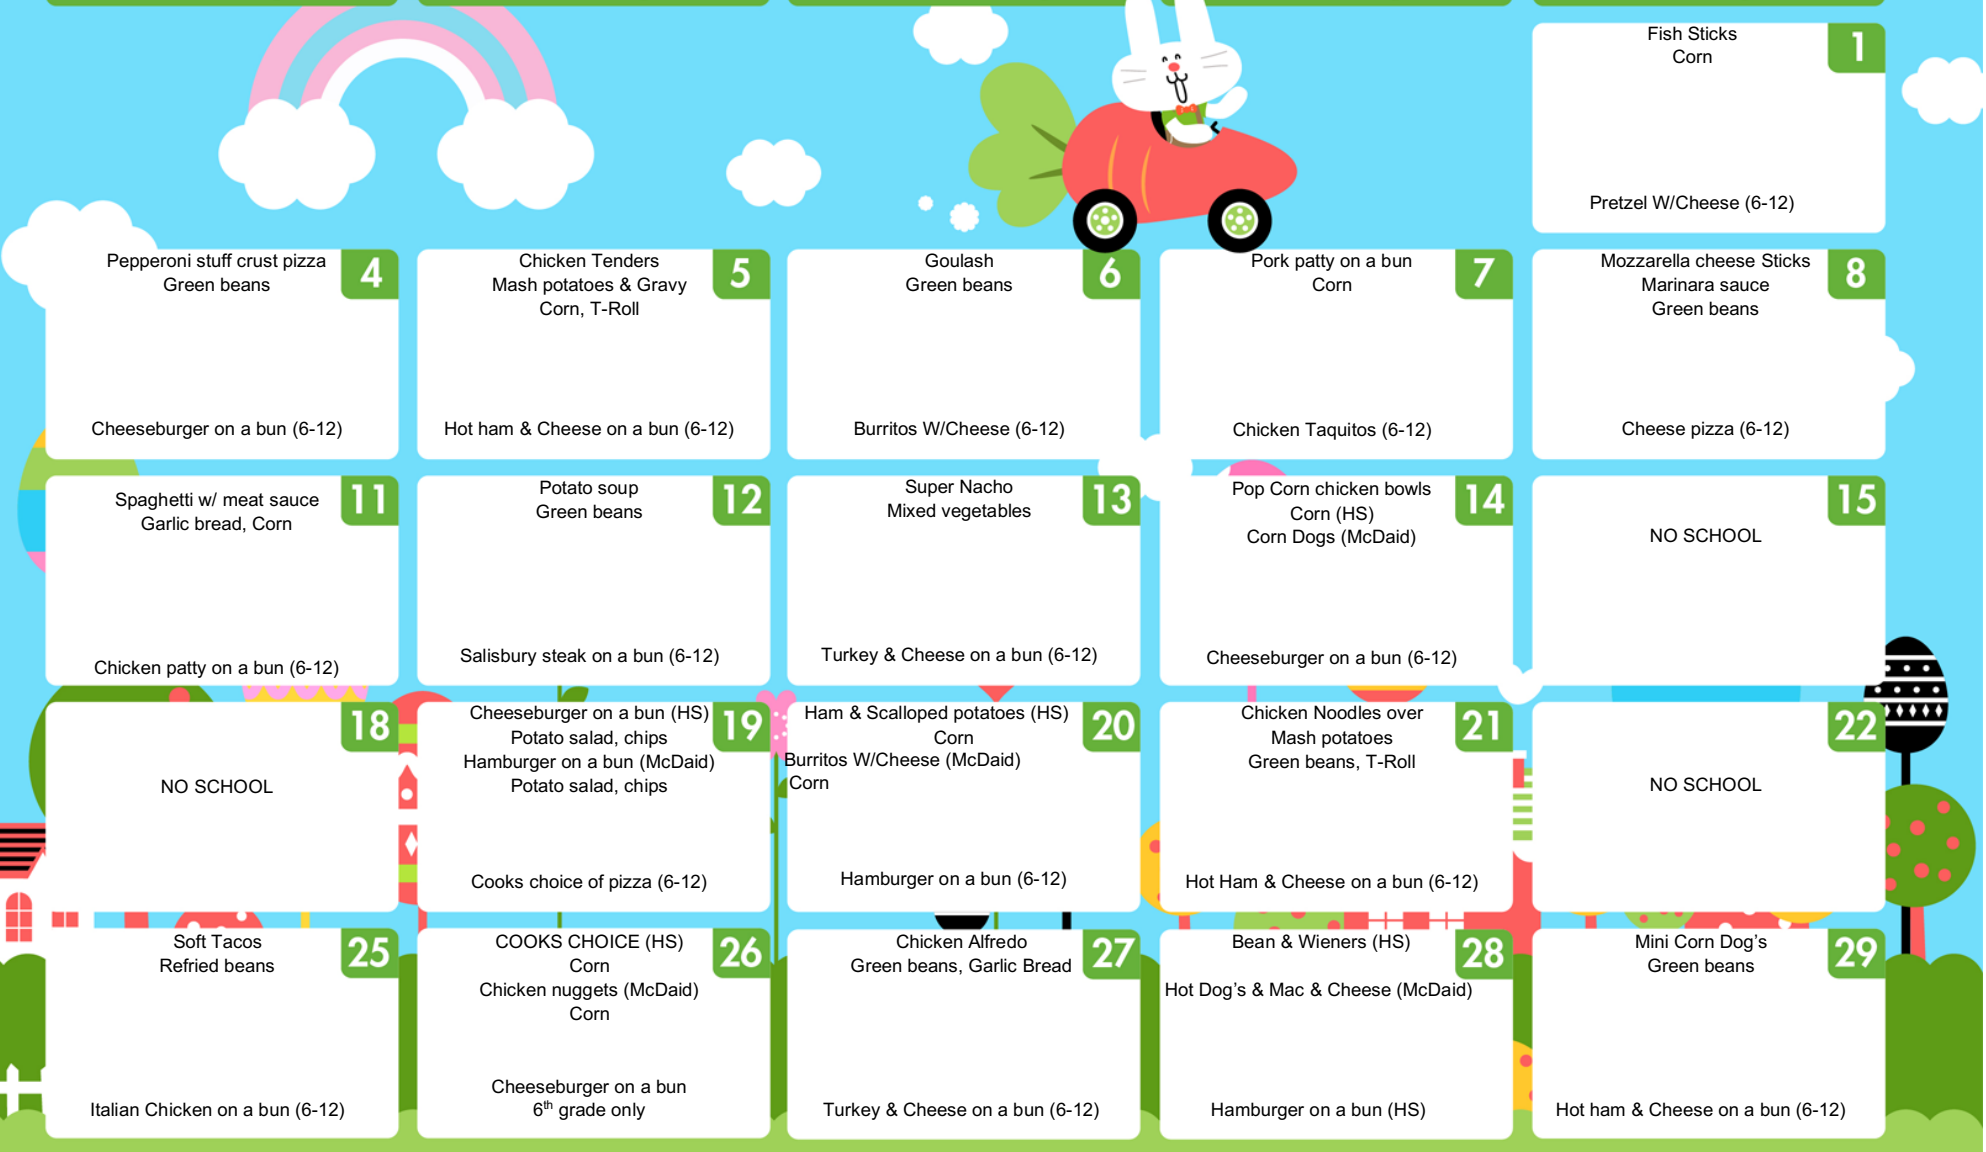 Fish Sticks
Corn
1
Pretzel W/Cheese (6-12)
Pepperoni stuff crust pizza
Green beans
4
Cheeseburger on a bun (6-12)
Chicken Tenders
Mash potatoes & Gravy
Corn, T-Roll
5
Hot ham & Cheese on a bun (6-12)
Goulash
Green beans
6
Burritos W/Cheese (6-12)
Pork patty on a bun
Corn
7
Chicken Taquitos (6-12)
Mozzarella cheese Sticks
Marinara sauce
Green beans
8
Cheese pizza (6-12)
Spaghetti w/ meat sauce
Garlic bread, Corn
11
Chicken patty on a bun (6-12)
Potato soup
Green beans
12
Salisbury steak on a bun (6-12)
Super Nacho
Mixed vegetables
13
Turkey & Cheese on a bun (6-12)
Pop Corn chicken bowls
Corn (HS)
Corn Dogs (McDaid)
14
Cheeseburger on a bun (6-12)
15
NO SCHOOL
18
NO SCHOOL
Cheeseburger on a bun (HS)
Potato salad, chips
Hamburger on a bun (McDaid)
Potato salad, chips
19
Cooks choice of pizza (6-12)
Ham & Scalloped potatoes (HS)
Corn
Burritos W/Cheese (McDaid)
Corn
20
Hamburger on a bun (6-12)
Chicken Noodles over
Mash potatoes
Green beans, T-Roll
21
Hot Ham & Cheese on a bun (6-12)
22
NO SCHOOL
Soft Tacos
Refried beans
25
Italian Chicken on a bun (6-12)
COOKS CHOICE (HS)
Corn
Chicken nuggets (McDaid)
Corn
26
Cheeseburger on a bun
6th grade only
Chicken Alfredo
Green beans, Garlic Bread
27
Turkey & Cheese on a bun (6-12)
Bean & Wieners (HS)
28
Hot Dog's & Mac & Cheese (McDaid)
Hamburger on a bun (HS)
Mini Corn Dog's
Green beans
29
Hot ham & Cheese on a bun (6-12)